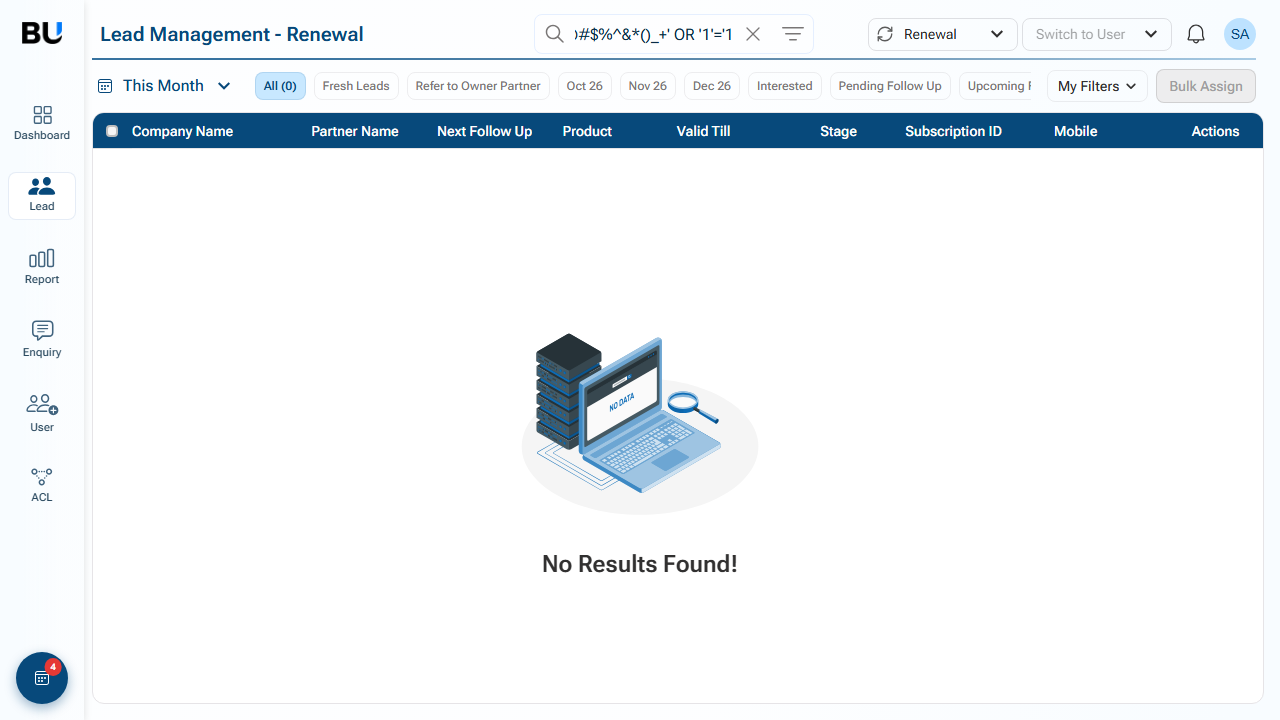 BU
Lead Management - Renewal
#$%^&*()_+' OR '1'='1
Renewal
Switch to User
SA
This Month
All (0)
Fresh Leads
Refer to Owner Partner
Oct 26
Nov 26
Dec 26
Interested
Pending Follow Up
Upcoming
My Filters
Bulk Assign
Company Name
Partner Name
Next Follow Up
Product
Valid Till
Stage
Subscription ID
Mobile
Actions
Dashboard
Lead
Report
Enquiry
User
ACL
NO DATA
No Results Found!
4